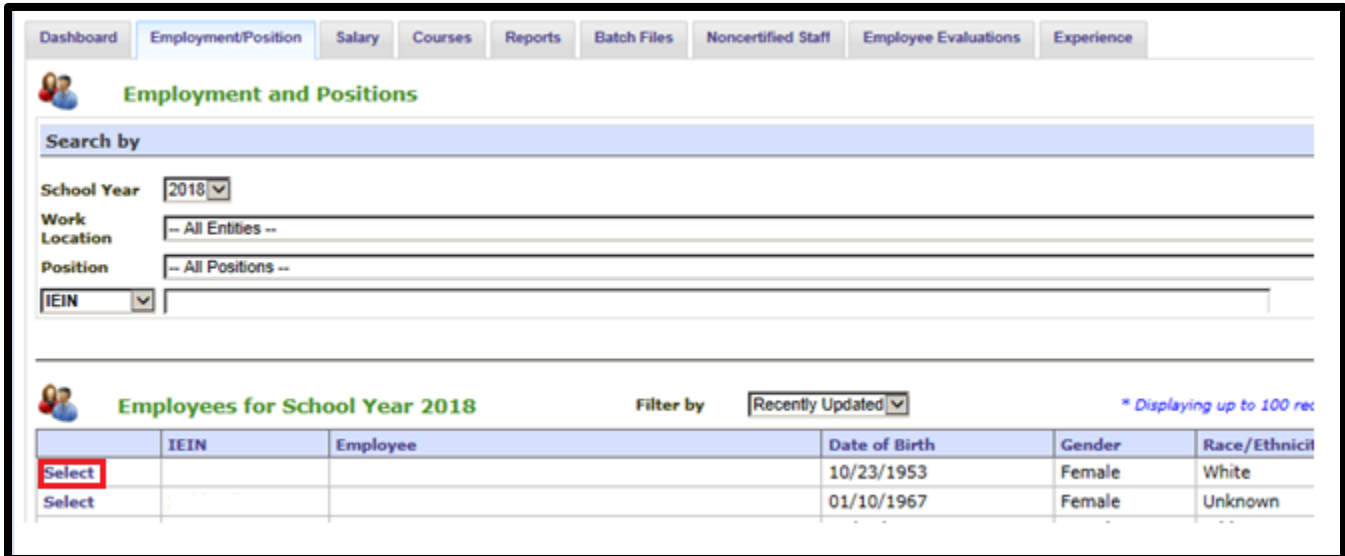 Dashboard Employment/Position Salary Courses Reports Batch Files Noncertified Staff Employee Evaluations Experience
Employment and Positions
Search by
School Year 2018
Work
Location -- All Entities --
Position -- All Positions --
IEIN
Employees for School Year 2018 Filter by Recently Updated * Displaying up to 100 rec
IEIN Employee Date of Birth Gender Race/Ethnicit
Select 10/23/1953 Female White
Select 01/10/1967 Female Unknown